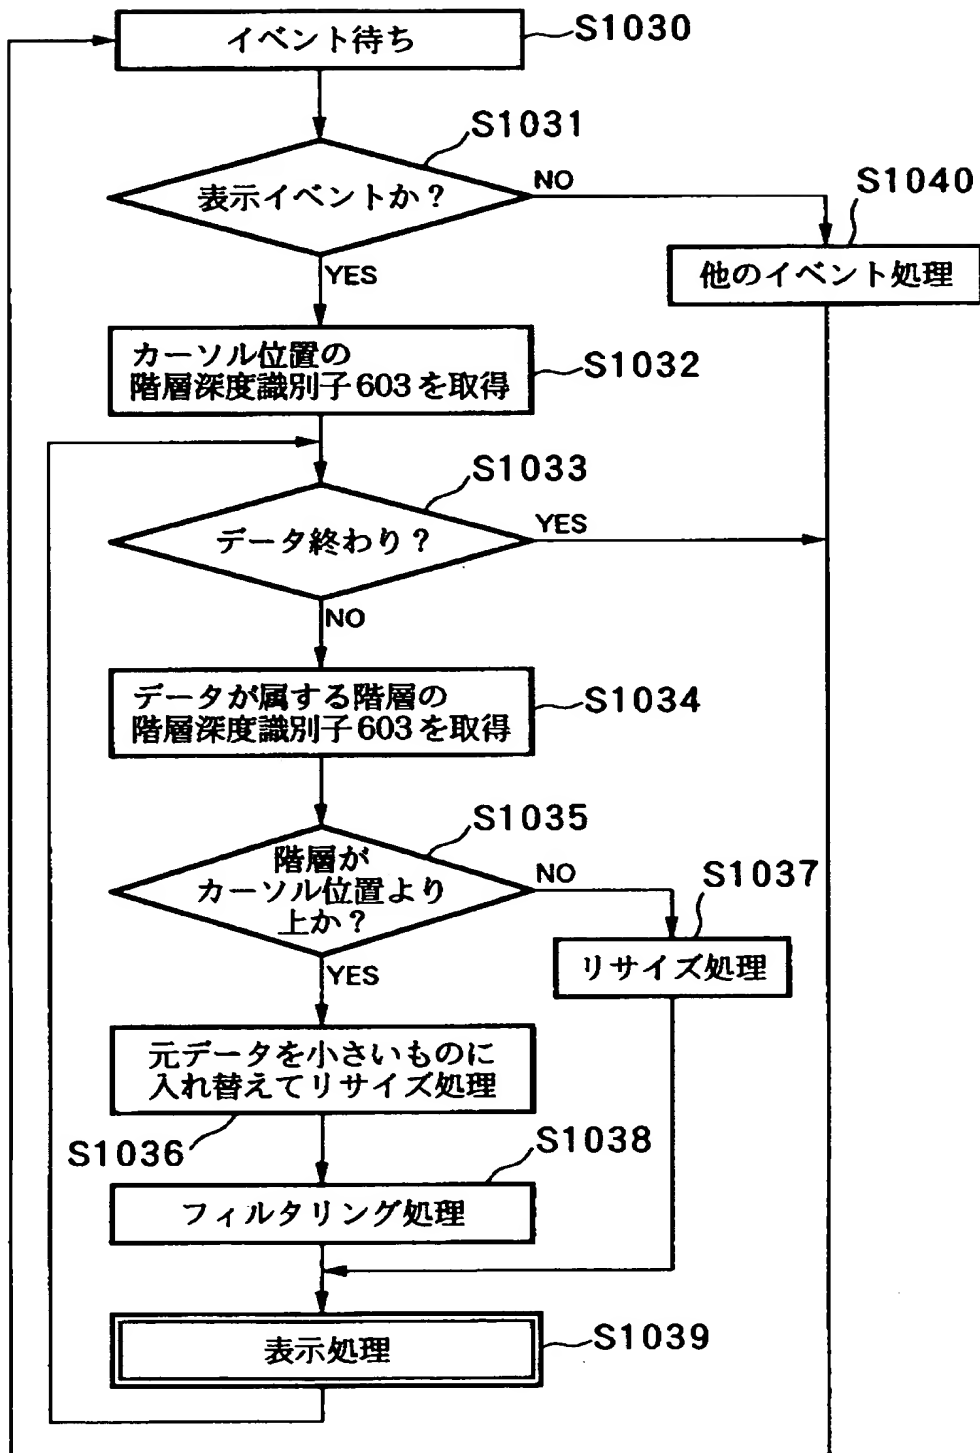 イベント待ち
S1030
S1031
表示イベントか？
NO
S1040
他のイベント処理
YES
カーソル位置の
階層深度識別子603を取得
S1032
S1033
データ終わり？
YES
NO
データが属する階層の
階層深度識別子603を取得
S1034
S1035
階層が
カーソル位置より
上か？
NO
S1037
リサイズ処理
YES
元データを小さいものに
入れ替えてリサイズ処理
S1036
S1038
フィルタリング処理
表示処理
S1039